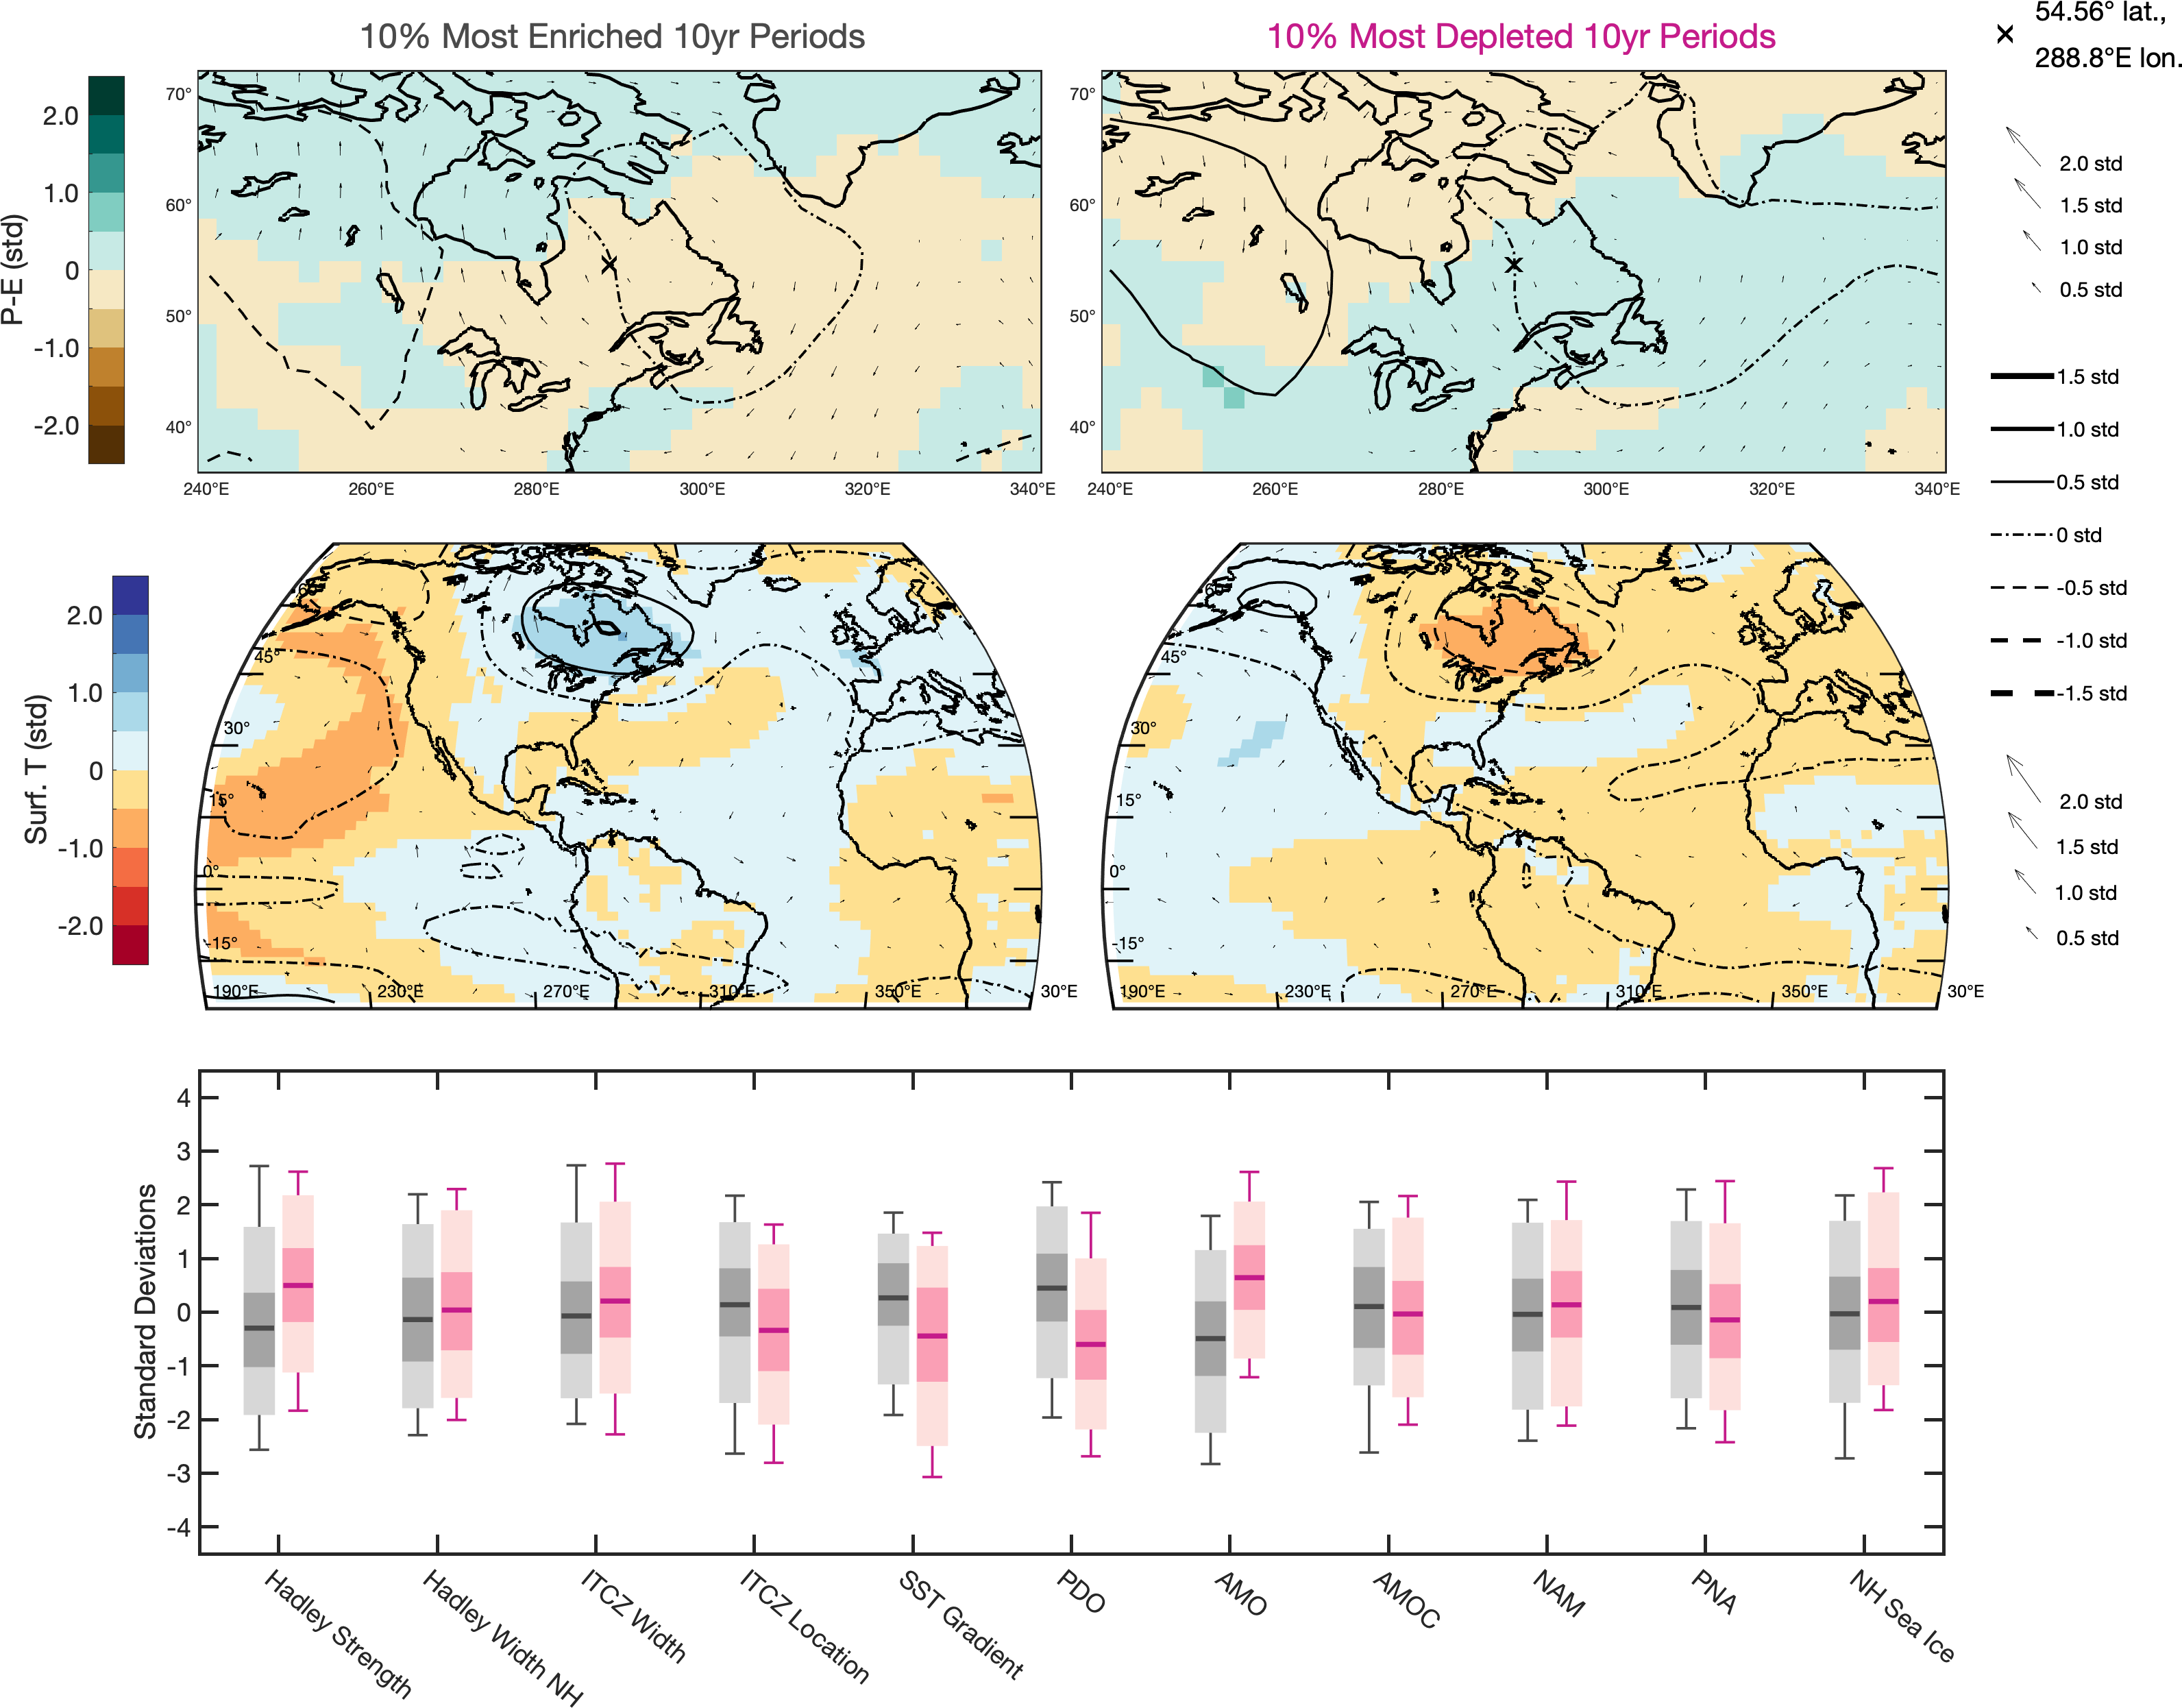 10% Most Enriched 10yr Periods
10% Most Depleted 10yr Periods
54.56° lat.,
288.8°E lon.
P-E (std)
2.0
1.0
0
-1.0
-2.0
70°
60°
50°
40°
240°E
260°E
280°E
300°E
320°E
340°E
70°
60°
50°
40°
240°E
260°E
280°E
300°E
320°E
340°E
2.0 std
1.5 std
1.0 std
0.5 std
1.5 std
1.0 std
0.5 std
0 std
-0.5 std
-1.0 std
-1.5 std
2.0 std
1.5 std
1.0 std
0.5 std
Surf. T (std)
2.0
1.0
0
-1.0
-2.0
60°
45°
30°
15°
0°
-15°
190°E
230°E
270°E
310°E
350°E
30°E
60°
45°
30°
15°
0°
-15°
190°E
230°E
270°E
310°E
350°E
30°E
Standard Deviations
4
3
2
1
0
-1
-2
-3
-4
Hadley Strength
Hadley Width NH
ITCZ Width
ITCZ Location
SST Gradient
PDO
AMO
AMOC
NAM
PNA
NH Sea Ice